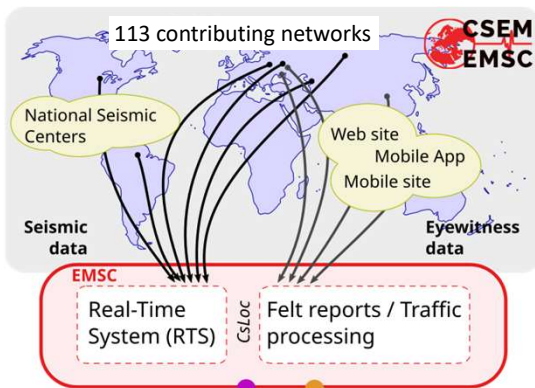 113 contributing networks
CSEM
EMSC
National Seismic
Centers
Web site
Mobile App
Mobile site
Seismic
data
Eyewitness
data
EMSC
Real-Time
System (RTS)
CsLoc
Felt reports / Traffic
processing